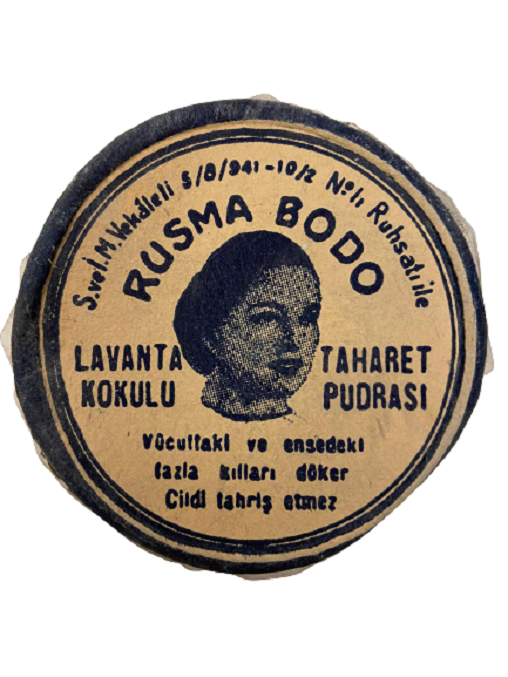 S.ve İ.M.Vekâleti 5/8/941-10/2 No:lı Ruhsatı ile
RUSMA BODO
LAVANTA KOKULU
TAHARET PUDRASI
Vücuttaki ve ensedeki
fazla kılları döker
Cildi tahriş etmez